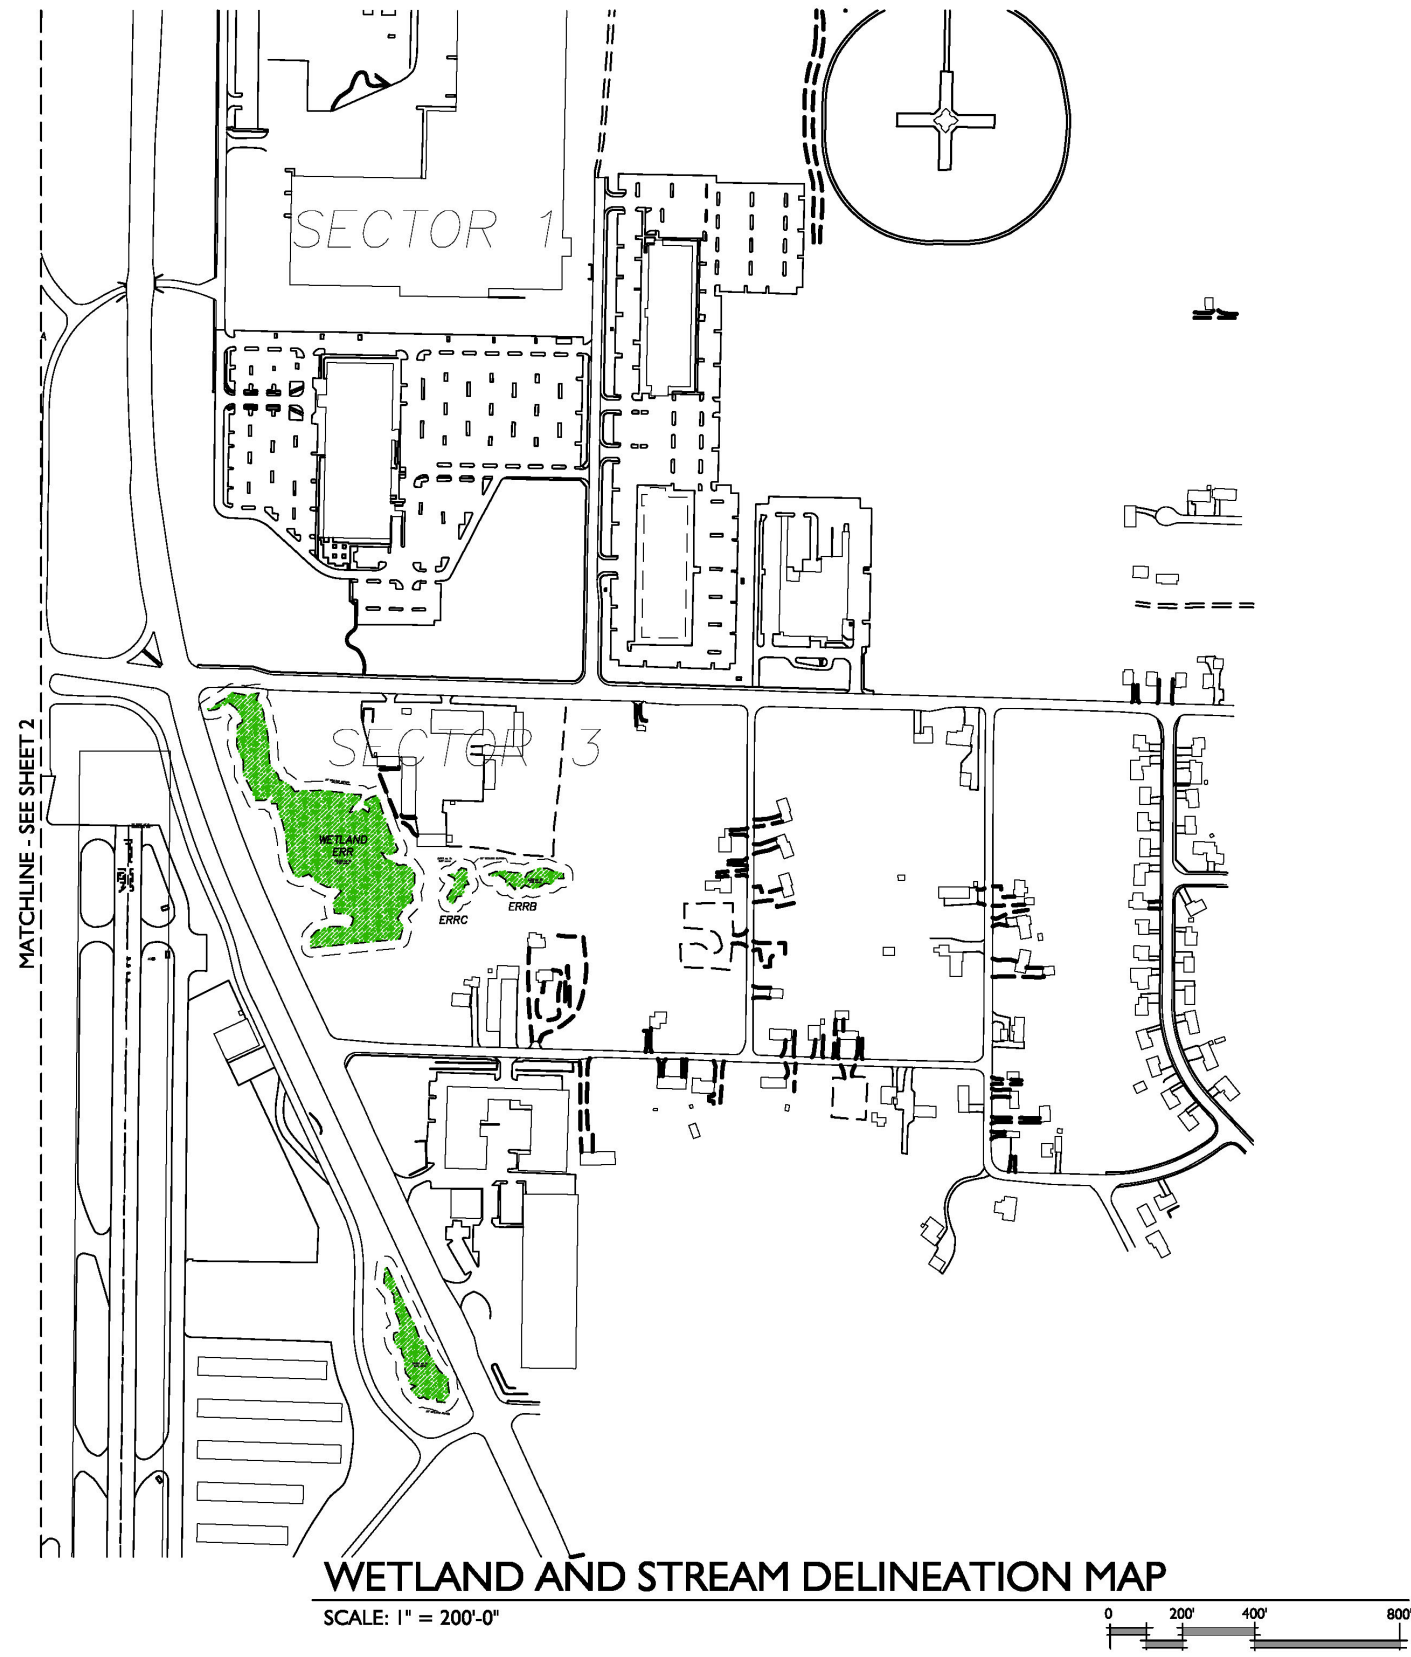 SECTOR 1
SECTOR 3
MATCHLINE - SEE SHEET 2
WETLAND
ERR
ERRC
ERRB
WETLAND AND STREAM DELINEATION MAP
SCALE: 1" = 200'-0"
0 200' 400' 800'